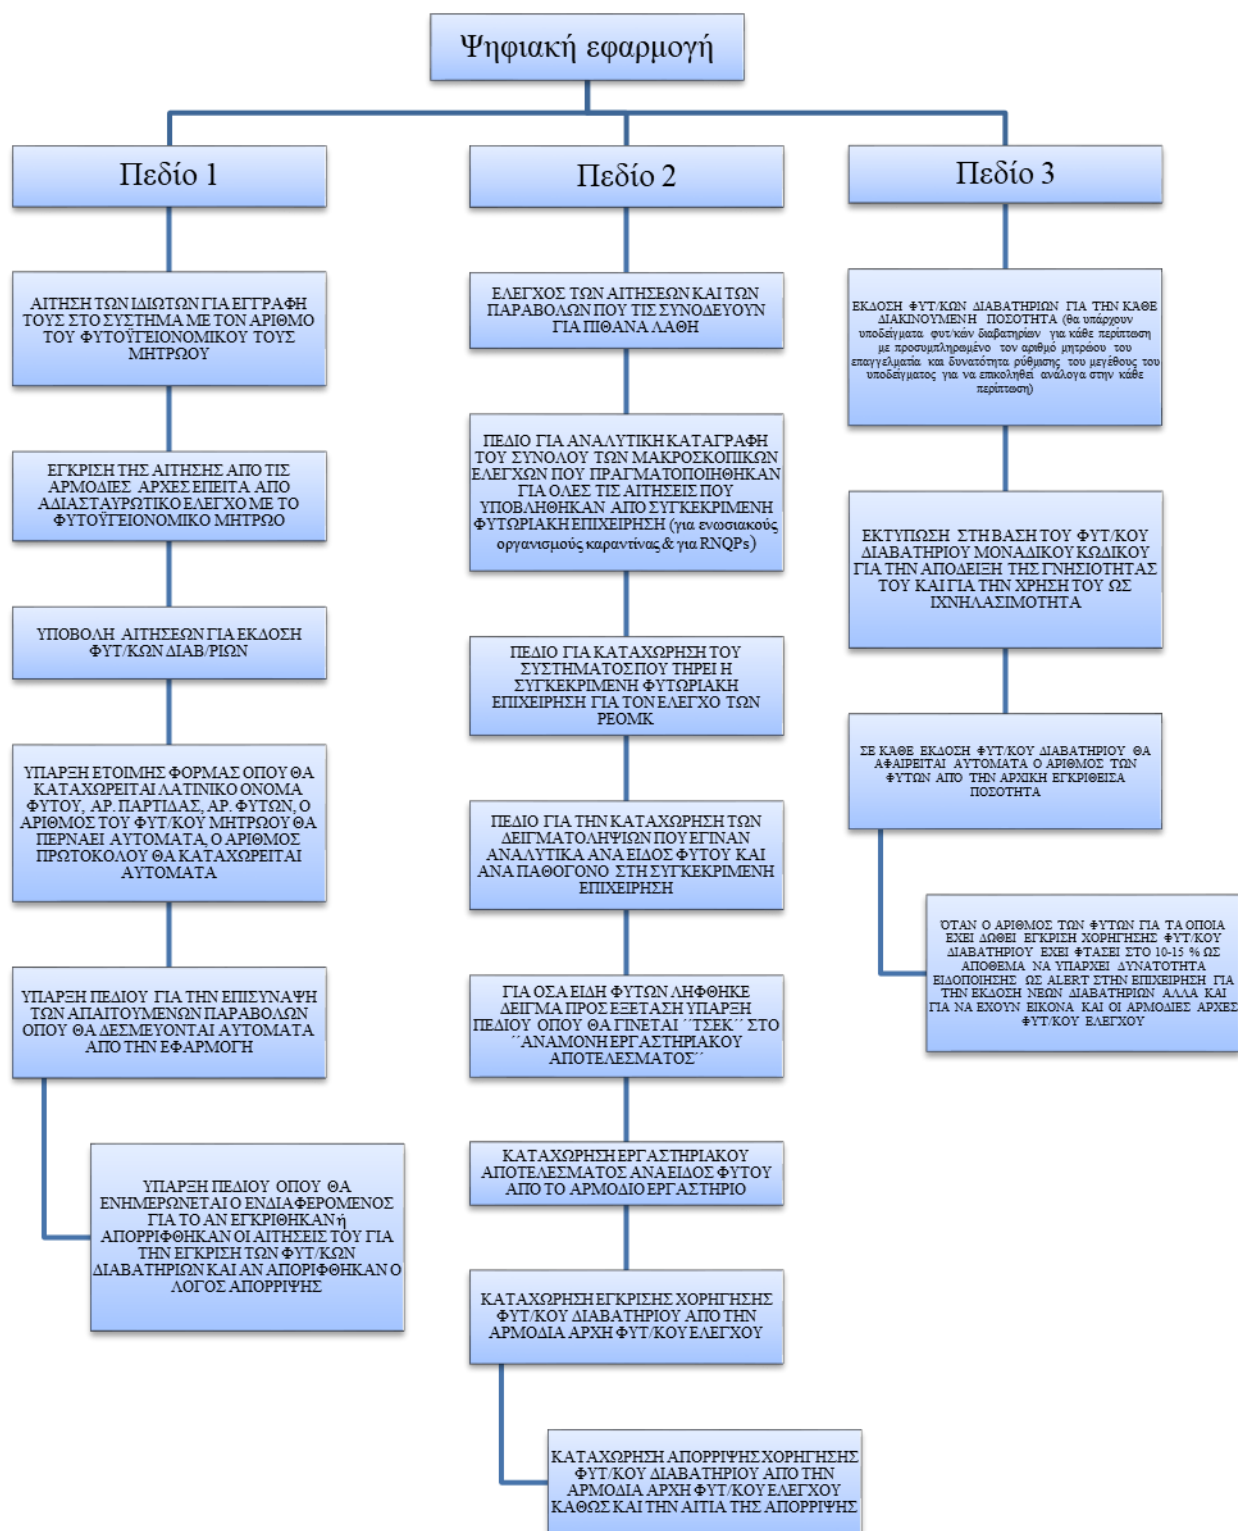 Ψηφιακή εφαρμογή
Πεδίο 1
ΑΙΤΗΣΗ ΤΩΝ ΙΔΙΩΤΩΝ ΓΙΑ ΕΓΓΡΑΦΗ
ΤΟΥΣ ΣΤΟ ΣΥΣΤΗΜΑ ΜΕ ΤΟΝ ΑΡΙΘΜΟ
ΤΟΥ ΦΥΤΟΫΓΕΙΟΝΟΜΙΚΟΥ ΤΟΥΣ
ΜΗΤΡΩΟΥ
ΕΓΚΡΙΣΗ ΤΗΣ ΑΙΤΗΣΗΣ ΑΠΌ ΤΙΣ
ΑΡΜΟΔΙΕΣ ΑΡΧΕΣ ΕΠΕΙΤΑ ΑΠΟ
ΑΔΙΑΣΤΑΥΡΩΤΙΚΟ ΕΛΕΓΧΟ ΜΕ ΤΟ
ΦΥΤΟΫΓΕΙΟΝΟΜΙΚΟ ΜΗΤΡΩΟ
ΥΠΟΒΟΛΗ ΑΙΤΗΣΕΩΝ ΓΙΑ ΕΚΔΟΣΗ
ΦΥΤ/ΚΩΝ ΔΙΑΒ/ΡΙΩΝ
ΥΠΑΡΞΗ ΕΤΟΙΜΗΣ ΦΟΡΜΑΣ ΟΠΟΥ ΘΑ
ΚΑΤΑΧΩΡΕΙΤΑΙ ΛΑΤΙΝΙΚΟ ΟΝΟΜΑ
ΦΥΤΟΥ, ΑΡ. ΠΑΡΤΙΔΑΣ, ΑΡ. ΦΥΤΩΝ, Ο
ΑΡΙΘΜΟΣ ΤΟΥ ΦΥΤ/ΚΟΥ ΜΗΤΡΩΟΥ ΘΑ
ΠΕΡΝΑΕΙ ΑΥΤΟΜΑΤΑ, Ο ΑΡΙΘΜΟΣ
ΠΡΩΤΟΚΟΛΟΥ ΘΑ ΚΑΤΑΧΩΡΕΙΤΑΙ
ΑΥΤΟΜΑΤΑ
ΥΠΑΡΞΗ ΠΕΔΙΟΥ ΓΙΑ ΤΗΝ ΕΠΙΣΥΝΑΨΗ
ΤΩΝ ΑΠΑΙΤΟΥΜΕΝΩΝ ΠΑΡΑΒΟΛΩΝ
ΟΠΟΥ ΘΑ ΔΕΣΜΕΥΟΝΤΑΙ ΑΥΤΟΜΑΤΑ
ΑΠΌ ΤΗΝ ΕΦΑΡΜΟΓΗ
ΥΠΑΡΞΗ ΠΕΔΙΟΥ ΟΠΟΥ ΘΑ
ΕΝΗΜΕΡΩΝΕΤΑΙ Ο ΕΝΔΙΑΦΕΡΟΜΕΝΟΣ
ΓΙΑ ΤΟ ΑΝ ΕΓΚΡΙΘΗΚΑΝ ή
ΑΠΟΡΡΙΦΘΗΚΑΝ ΟΙ ΑΙΤΗΣΕΙΣ ΤΟΥ ΓΙΑ
ΤΗΝ ΕΓΚΡΙΣΗ ΤΩΝ ΦΥΤ/ΚΩΝ
ΔΙΑΒΑΤΗΡΙΩΝ ΚΑΙ ΑΝ ΑΠΟΡΙΦΘΗΚΑΝ Ο
ΛΟΓΟΣ ΑΠΟΡΡΙΨΗΣ
Πεδίο 2
ΕΛΕΓΧΟΣ ΤΩΝ ΑΙΤΗΣΕΩΝ ΚΑΙ ΤΩΝ
ΠΑΡΑΒΟΛΩΝ ΠΟΥ ΤΙΣ ΣΥΝΟΔΕΥΟΥΝ
ΓΙΑ ΠΙΘΑΝΑ ΛΑΘΗ
ΠΕΔΙΟ ΓΙΑ ΑΝΑΛΥΤΙΚΗ ΚΑΤΑΓΡΑΦΗ
ΤΟΥ ΣΥΝΟΛΟΥ ΤΩΝ ΜΑΚΡΟΣΚΟΠΙΚΩΝ
ΕΛΕΓΧΩΝ ΠΟΥ ΠΡΑΓΜΑΤΟΠΟΙΗΘΗΚΑΝ
ΓΙΑ ΟΛΕΣ ΤΙΣ ΑΙΤΗΣΕΙΣ ΠΟΥ
ΥΠΟΒΛΗΘΗΚΑΝ ΑΠΌ ΣΥΓΚΕΚΡΙΜΕΝΗ
ΦΥΤΩΡΙΑΚΗ ΕΠΙΧΕΙΡΗΣΗ (για ενωσιακούς
οργανισμούς καραντίνας & για RNQPs)
ΠΕΔΙΟ ΓΙΑ ΚΑΤΑΧΩΡΗΣΗ ΤΟΥ
ΣΥΣΤΗΜΑΤΟΣ ΠΟΥ ΤΗΡΕΙ Η
ΣΥΓΚΕΚΡΙΜΕΝΗ ΦΥΤΩΡΙΑΚΗ
ΕΠΙΧΕΙΡΗΣΗ ΓΙΑ ΤΟΝ ΕΛΕΓΧΟ ΤΩΝ
ΡΕΟΜΚ
ΠΕΔΙΟ ΓΙΑ ΤΗΝ ΚΑΤΑΧΩΡΗΣΗ ΤΩΝ
ΔΕΙΓΜΑΤΟΛΗΨΙΩΝ ΠΟΥ ΕΓΙΝΑΝ
ΑΝΑΛΥΤΙΚΑ ΑΝΑ ΕΙΔΟΣ ΦΥΤΟΥ ΚΑΙ
ΑΝΑ ΠΑΘΟΓΟΝΟ ΣΤΗ ΣΥΓΚΕΚΡΙΜΕΝΗ
ΕΠΙΧΕΙΡΗΣΗ
ΓΙΑ ΟΣΑ ΕΙΔΗ ΦΥΤΩΝ ΛΗΦΘΗΚΕ
ΔΕΙΓΜΑ ΠΡΟΣ ΕΞΕΤΑΣΗ ΥΠΑΡΞΗ
ΠΕΔΙΟΥ ΟΠΟΥ ΘΑ ΓΙΝΕΤΑΙ ΄΄ΤΣΕΚ΄΄ ΣΤΟ
΄΄ΑΝΑΜΟΝΗ ΕΡΓΑΣΤΗΡΙΑΚΟΥ
ΑΠΟΤΕΛΕΣΜΑΤΟΣ΄΄
ΚΑΤΑΧΩΡΗΣΗ ΕΡΓΑΣΤΗΡΙΑΚΟΥ
ΑΠΟΤΕΛΕΣΜΑΤΟΣ ΑΝΑ ΕΙΔΟΣ ΦΥΤΟΥ
ΑΠΟ ΤΟ ΑΡΜΟΔΙΟ ΕΡΓΑΣΤΗΡΙΟ
ΚΑΤΑΧΩΡΗΣΗ ΕΓΚΡΙΣΗΣ ΧΟΡΗΓΗΣΗΣ
ΦΥΤ/ΚΟΥ ΔΙΑΒΑΤΗΡΙΟΥ ΑΠΌ ΤΗΝ
ΑΡΜΟΔΙΑ ΑΡΧΗ ΦΥΤ/ΚΟΥ ΕΛΕΓΧΟΥ
ΚΑΤΑΧΩΡΗΣΗ ΑΠΟΡΡΙΨΗΣ ΧΟΡΗΓΗΣΗΣ
ΦΥΤ/ΚΟΥ ΔΙΑΒΑΤΗΡΙΟΥ ΑΠΌ ΤΗΝ
ΑΡΜΟΔΙΑ ΑΡΧΗ ΦΥΤ/ΚΟΥ ΕΛΕΓΧΟΥ
ΚΑΘΩΣ ΚΑΙ ΤΗΝ ΑΙΤΙΑ ΤΗΣ ΑΠΟΡΡΙΨΗΣ
Πεδίο 3
ΕΚΔΟΣΗ ΦΥΤ/ΚΩΝ ΔΙΑΒΑΤΗΡΙΩΝ ΓΙΑ ΤΗΝ ΚΑΘΕ
ΔΙΑΚΙΝΟΥΜΕΝΗ ΠΟΣΟΤΗΤΑ (θα υπάρχουν
υποδείγματα φυτ/κών διαβατηρίων για κάθε περίπτωση
με προσυμπληρωμένο τον αριθμό μητρώου του
επαγγελματία και δυνατότητα ρύθμισης του μεγέθους του
υποδείγματος για να επικοληθεί ανάλογα στην κάθε
περίπτωση)
ΕΚΤΥΠΩΣΗ ΣΤΗ ΒΑΣΗ ΤΟΥ ΦΥΤ/ΚΟΥ
ΔΙΑΒΑΤΗΡΙΟΥ ΜΟΝΑΔΙΚΟΥ ΚΩΔΙΚΟΥ
ΓΙΑ ΤΗΝ ΑΠΟΔΕΙΞΗ ΤΗΣ ΓΝΗΣΙΟΤΗΤΑΣ
ΤΟΥ ΚΑΙ ΓΙΑ ΤΗΝ ΧΡΗΣΗ ΤΟΥ ΩΣ
ΙΧΝΗΛΑΣΙΜΟΤΗΤΑ
ΣΕ ΚΑΘΕ ΕΚΔΟΣΗ ΦΥΤ/ΚΟΥ ΔΙΑΒΑΤΗΡΙΟΥ ΘΑ
ΑΦΑΙΡΕΙΤΑΙ ΑΥΤΟΜΑΤΑ Ο ΑΡΙΘΜΟΣ ΤΩΝ
ΦΥΤΩΝ ΑΠΌ ΤΗΝ ΑΡΧΙΚΗ ΕΓΚΡΙΘΕΙΣΑ
ΠΟΣΟΤΗΤΑ
ΌΤΑΝ Ο ΑΡΙΘΜΟΣ ΤΩΝ ΦΥΤΩΝ ΓΙΑ ΤΑ ΟΠΟΙΑ
ΕΧΕΙ ΔΩΘΕΙ ΕΓΚΡΙΣΗ ΧΟΡΗΓΗΣΗΣ ΦΥΤ/ΚΟΥ
ΔΙΑΒΑΤΗΡΙΟΥ ΕΧΕΙ ΦΤΑΣΕΙ ΣΤΟ 10-15 % ΩΣ
ΑΠΟΘΕΜΑ ΝΑ ΥΠΑΡΧΕΙ ΔΥΝΑΤΟΤΗΤΑ
ΕΙΔΟΠΟΙΗΣΗΣ ΩΣ ALERT ΣΤΗΝ ΕΠΙΧΕΙΡΗΣΗ ΓΙΑ
ΤΗΝ ΕΚΔΟΣΗ ΝΕΩΝ ΔΙΑΒΑΤΗΡΙΩΝ ΑΛΛΑ ΚΑΙ
ΓΙΑ ΝΑ ΕΧΟΥΝ ΕΙΚΟΝΑ ΚΑΙ ΟΙ ΑΡΜΟΔΙΕΣ ΑΡΧΕΣ
ΦΥΤ/ΚΟΥ ΕΛΕΓΧΟΥ